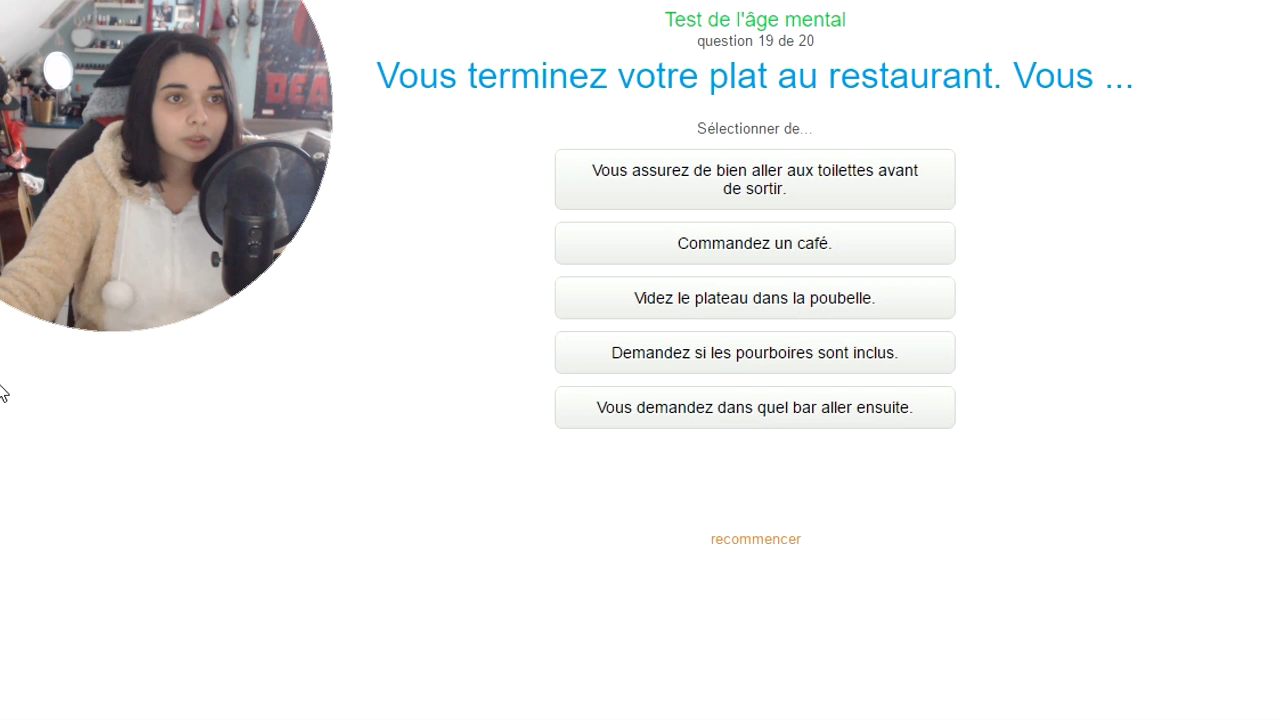 Test de l'âge mental
question 19 de 20
Vous terminez votre plat au restaurant. Vous ...
Sélectionner de...
Vous assurez de bien aller aux toilettes avant
de sortir.
Commandez un café.
Videz le plateau dans la poubelle.
Demandez si les pourboires sont inclus.
Vous demandez dans quel bar aller ensuite.
recommencer
DEA